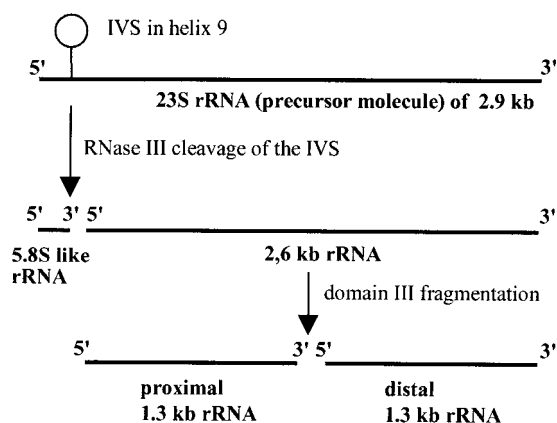 IVS in helix 9
5' 3'
23S rRNA (precursor molecule) of 2.9 kb
RNase III cleavage of the IVS
5' 3' 5' 3'
5.8S like
rRNA
2,6 kb rRNA
domain III fragmentation
5' 3' 5' 3'
proximal distal
1.3 kb rRNA 1.3 kb rRNA